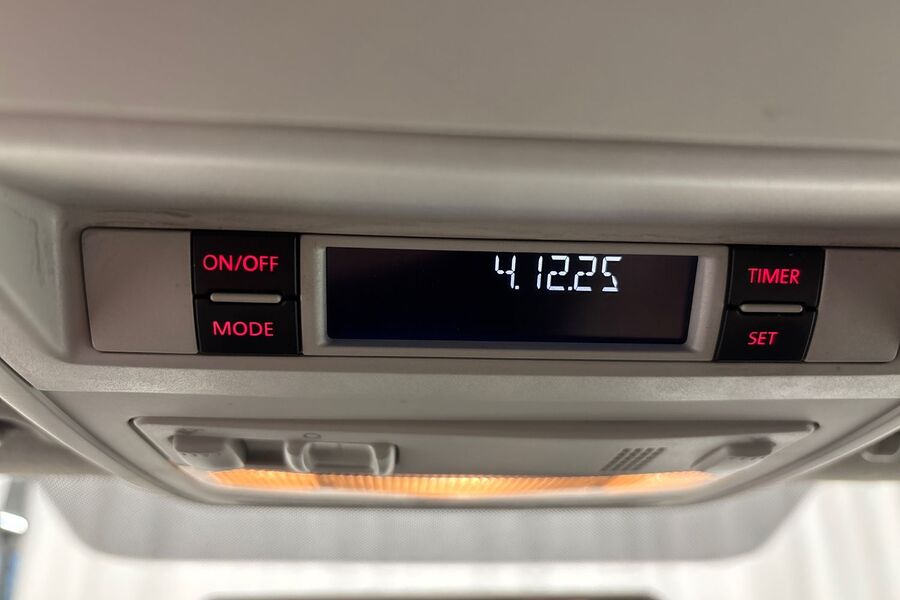 ON/OFF
MODE
4.12.25
TIMER
SET